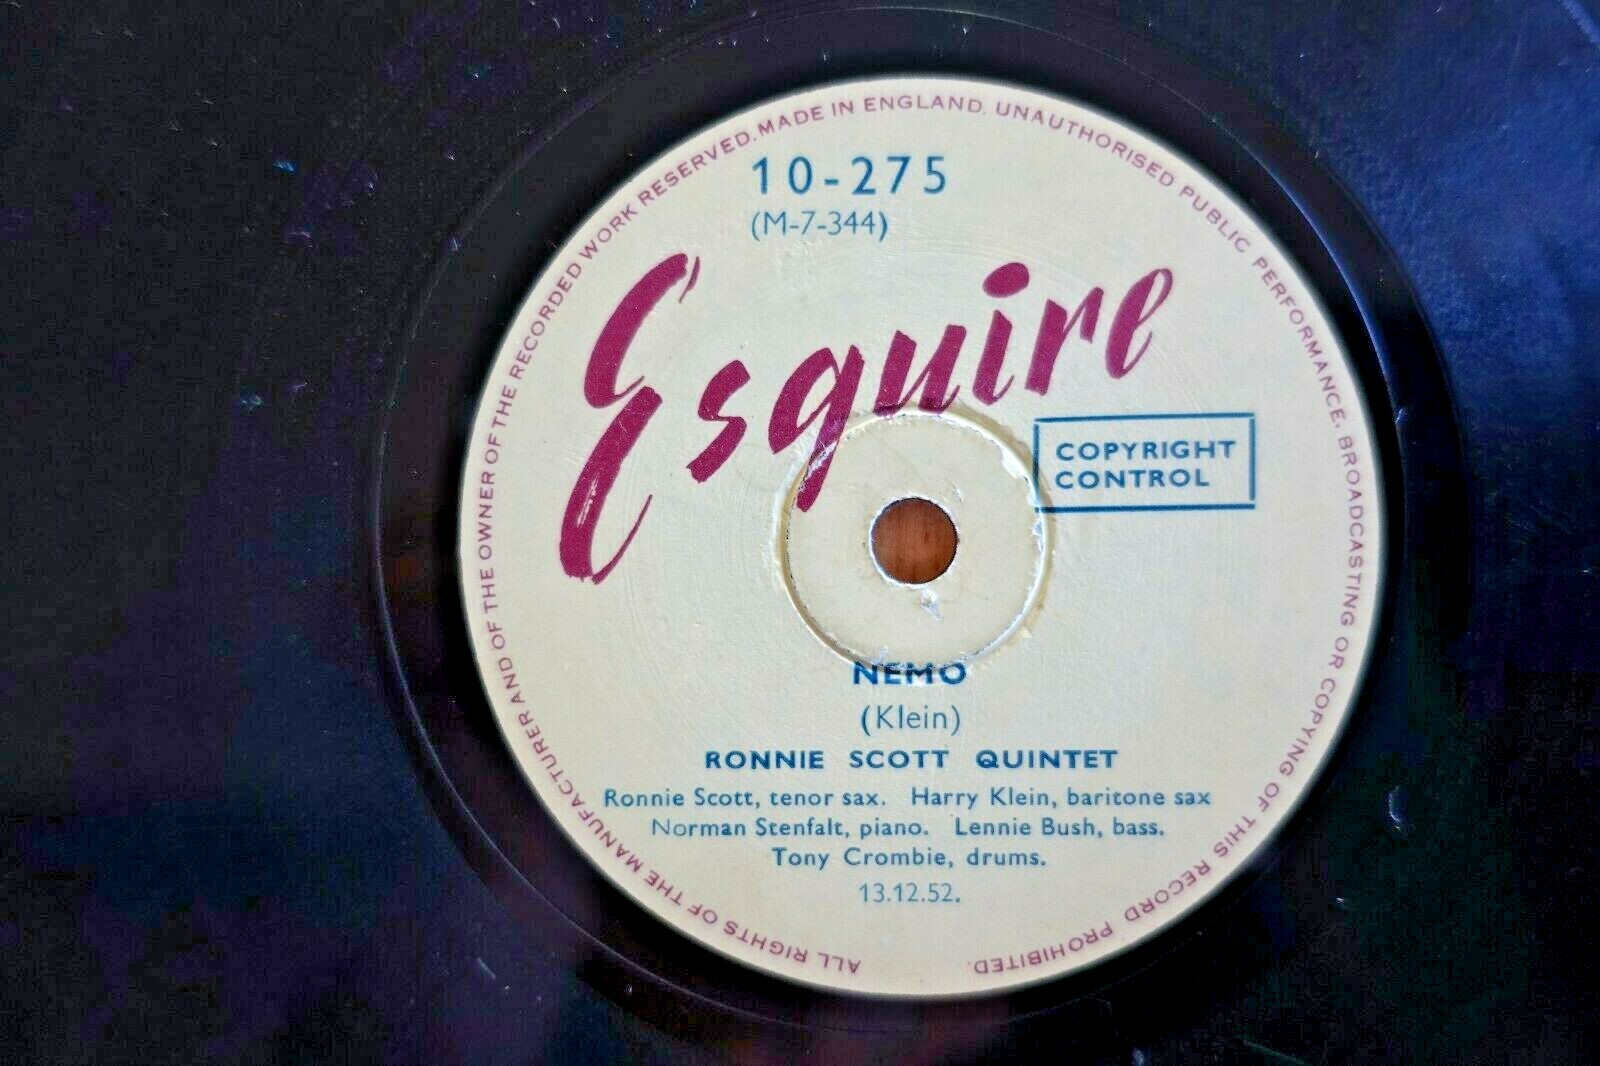 ALL RIGHTS OF THE MANUFACTURER AND OF THE OWNER OF THE RECORDED WORK RESERVED. MADE IN ENGLAND. UNAUTHORISED PUBLIC PERFORMANCE, BROADCASTING OR COPYING OF THIS RECORD PROHIBITED.
10-275
(M-7-344)
Esquire
COPYRIGHT
CONTROL
NEMO
(Klein)
RONNIE SCOTT QUINTET
Ronnie Scott, tenor sax. Harry Klein, baritone sax
Norman Stenfalt, piano. Lennie Bush, bass.
Tony Crombie, drums.
13.12.52.